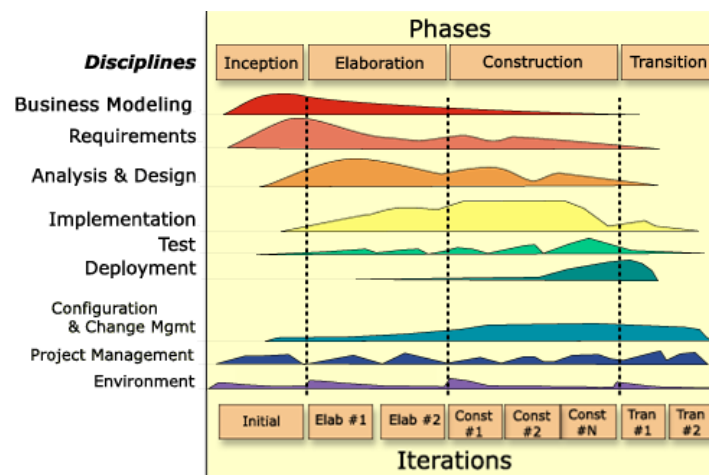 Phases
Disciplines
Inception
Elaboration
Construction
Transition
Business Modeling
Requirements
Analysis & Design
Implementation
Test
Deployment
Configuration
& Change Mgmt
Project Management
Environment
Initial
Elab #1
Elab #2
Const
#1
Const
#2
Const
#N
Tran
#1
Tran
#2
Iterations